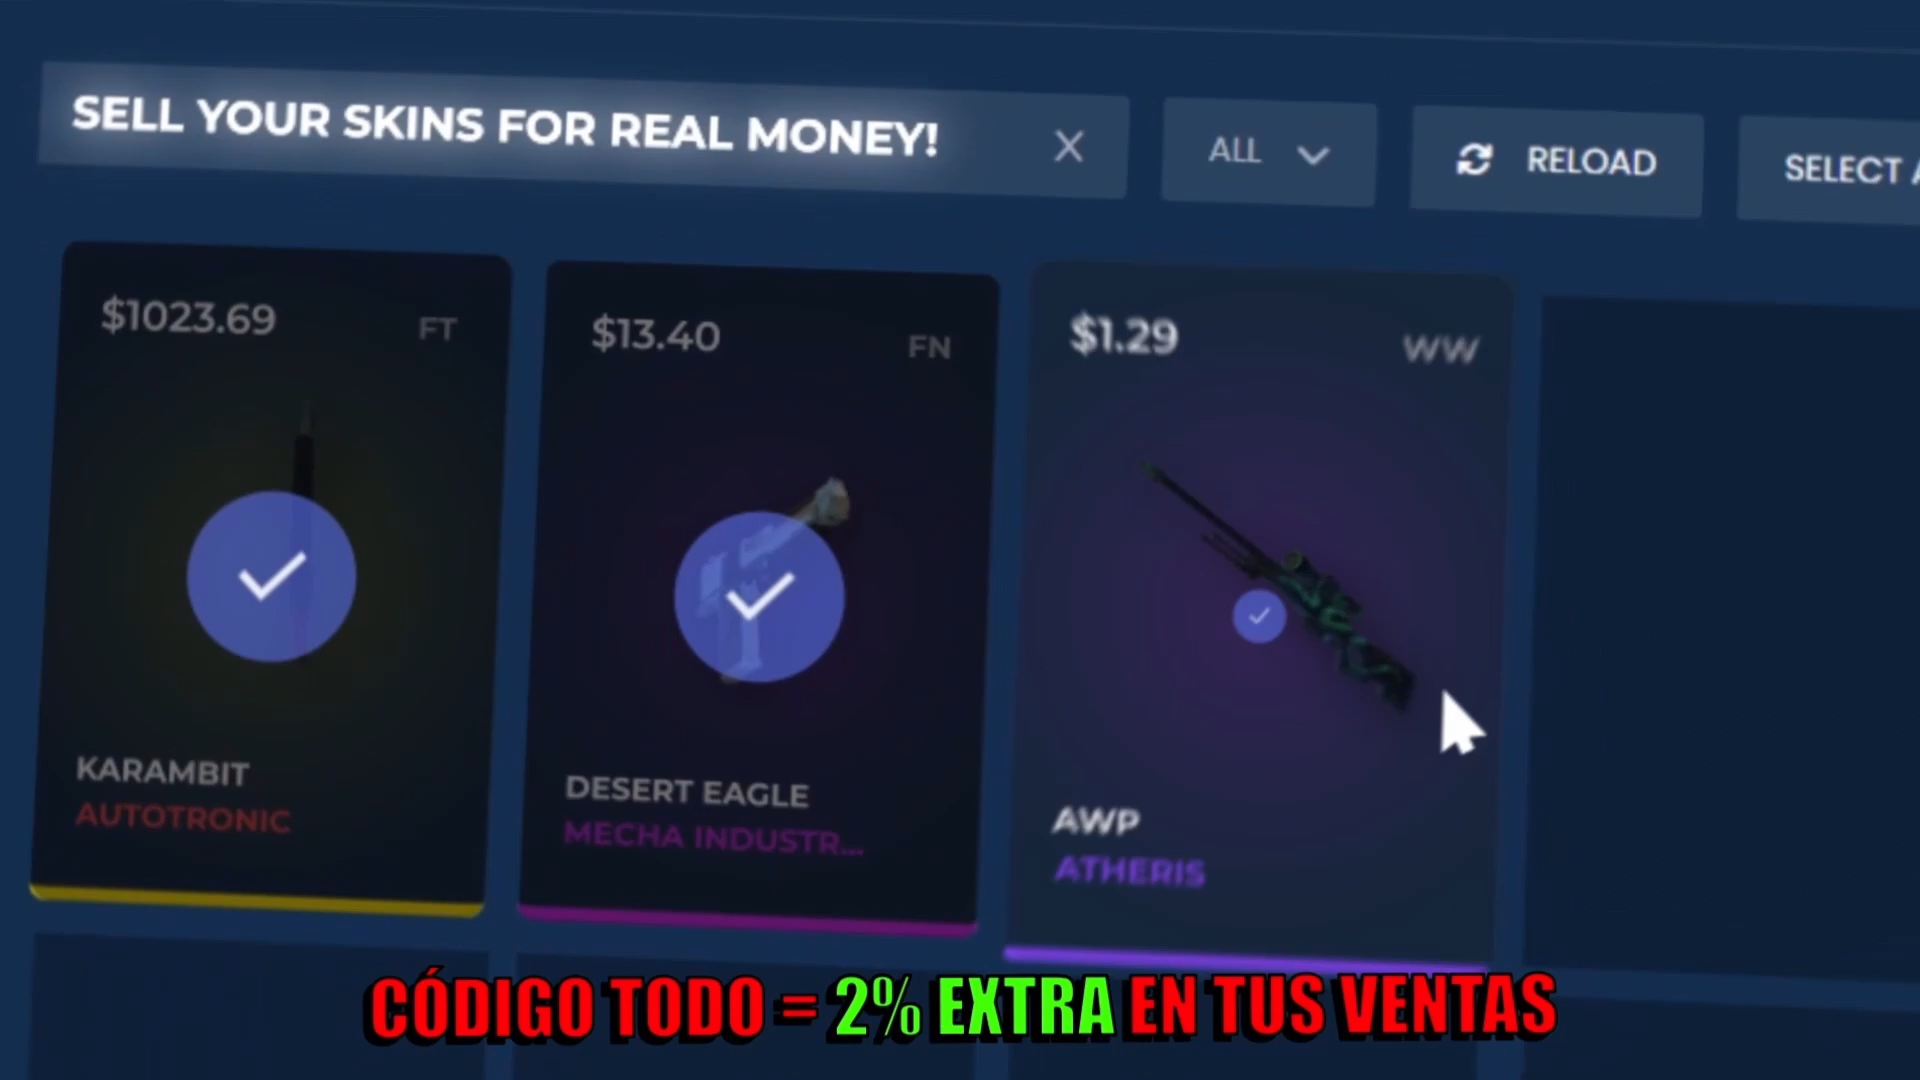 SELL YOUR SKINS FOR REAL MONEY!
ALL
RELOAD
SELECT
$1023.69
FT
$13.40
FN
$1.29
WW
KARAMBIT
AUTOTRONIC
DESERT EAGLE
MECHA INDUSTR...
AWP
ATHERIS
CÓDIGO TODO = 2% EXTRA EN TUS VENTAS